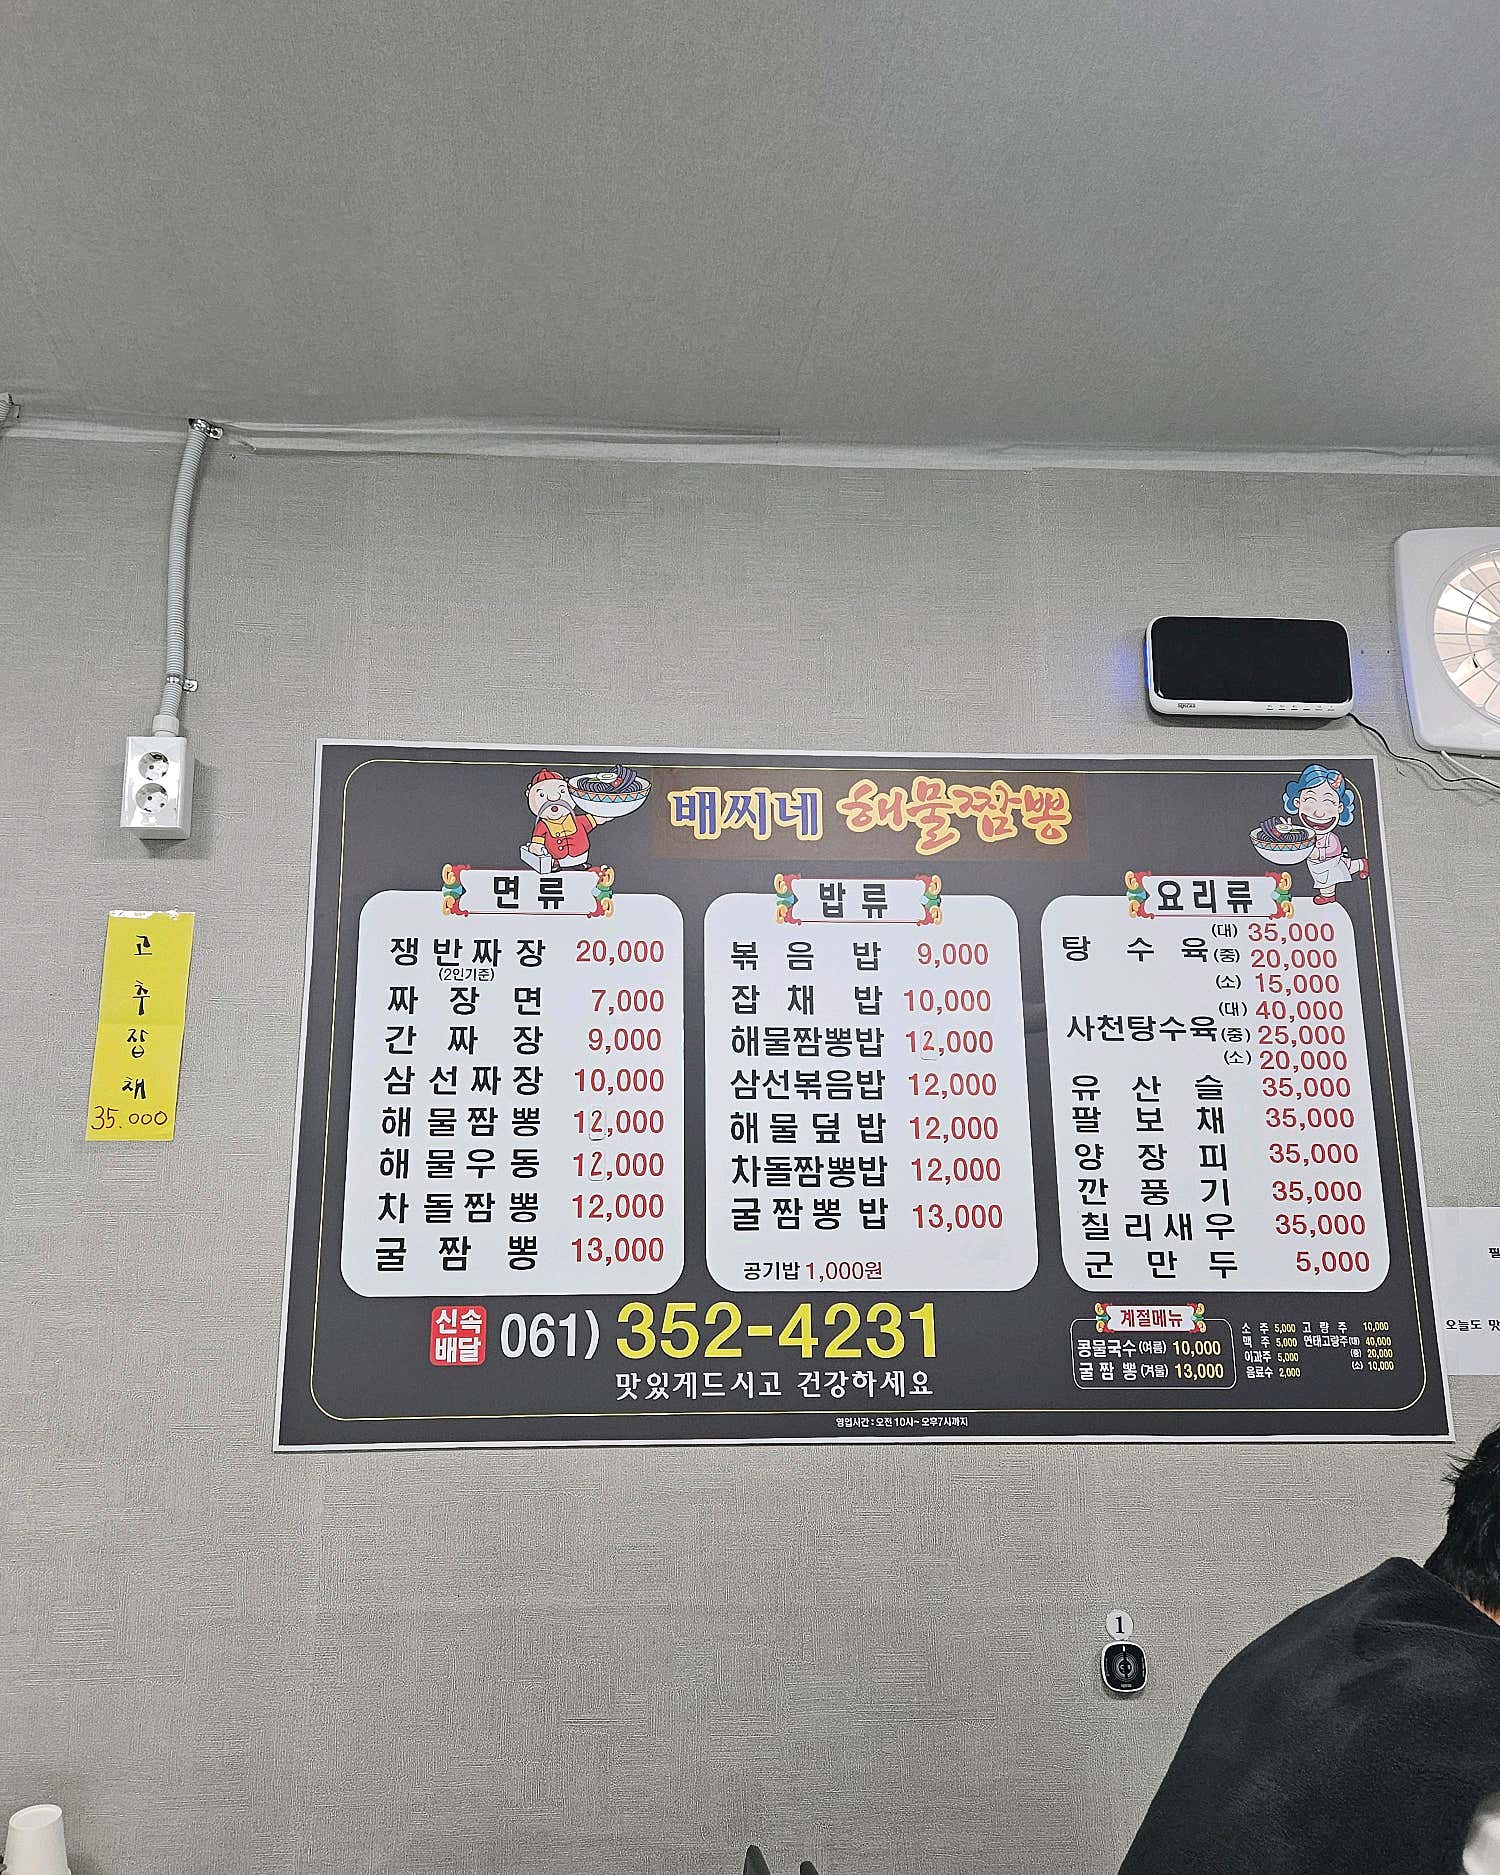 배씨네 해물짬뽕
면류
쟁반짜장 20,000
(2인기준)
짜장면 7,000
간짜장 9,000
삼선짜장 10,000
해물짬뽕 12,000
해물우동 12,000
차돌짬뽕 12,000
굴짬뽕 13,000
밥류
볶음밥 9,000
잡채밥 10,000
해물짬뽕밥 12,000
삼선볶음밥 12,000
해물덮밥 12,000
차돌짬뽕밥 12,000
굴짬뽕밥 13,000
공기밥 1,000원
요리류
탕수육 (대) 35,000
(중) 20,000
(소) 15,000
사천탕수육 (대) 40,000
(중) 25,000
(소) 20,000
유산슬 35,000
팔보채 35,000
양장피 35,000
깐풍기 35,000
칠리새우 35,000
군만두 5,000
신속배달 061) 352-4231
맛있게드시고 건강하세요
영업시간 : 오전 10시~ 오후7시까지
계절메뉴
콩물국수 (여름) 10,000
굴짬뽕 (겨울) 13,000
소주 5,000
맥주 5,000
이과주 5,000
음료수 2,000
고량주 10,000
연태고량주 (대) 40,000
(중) 20,000
(소) 10,000
고추잡채
35.000
필
오늘도 맛
1